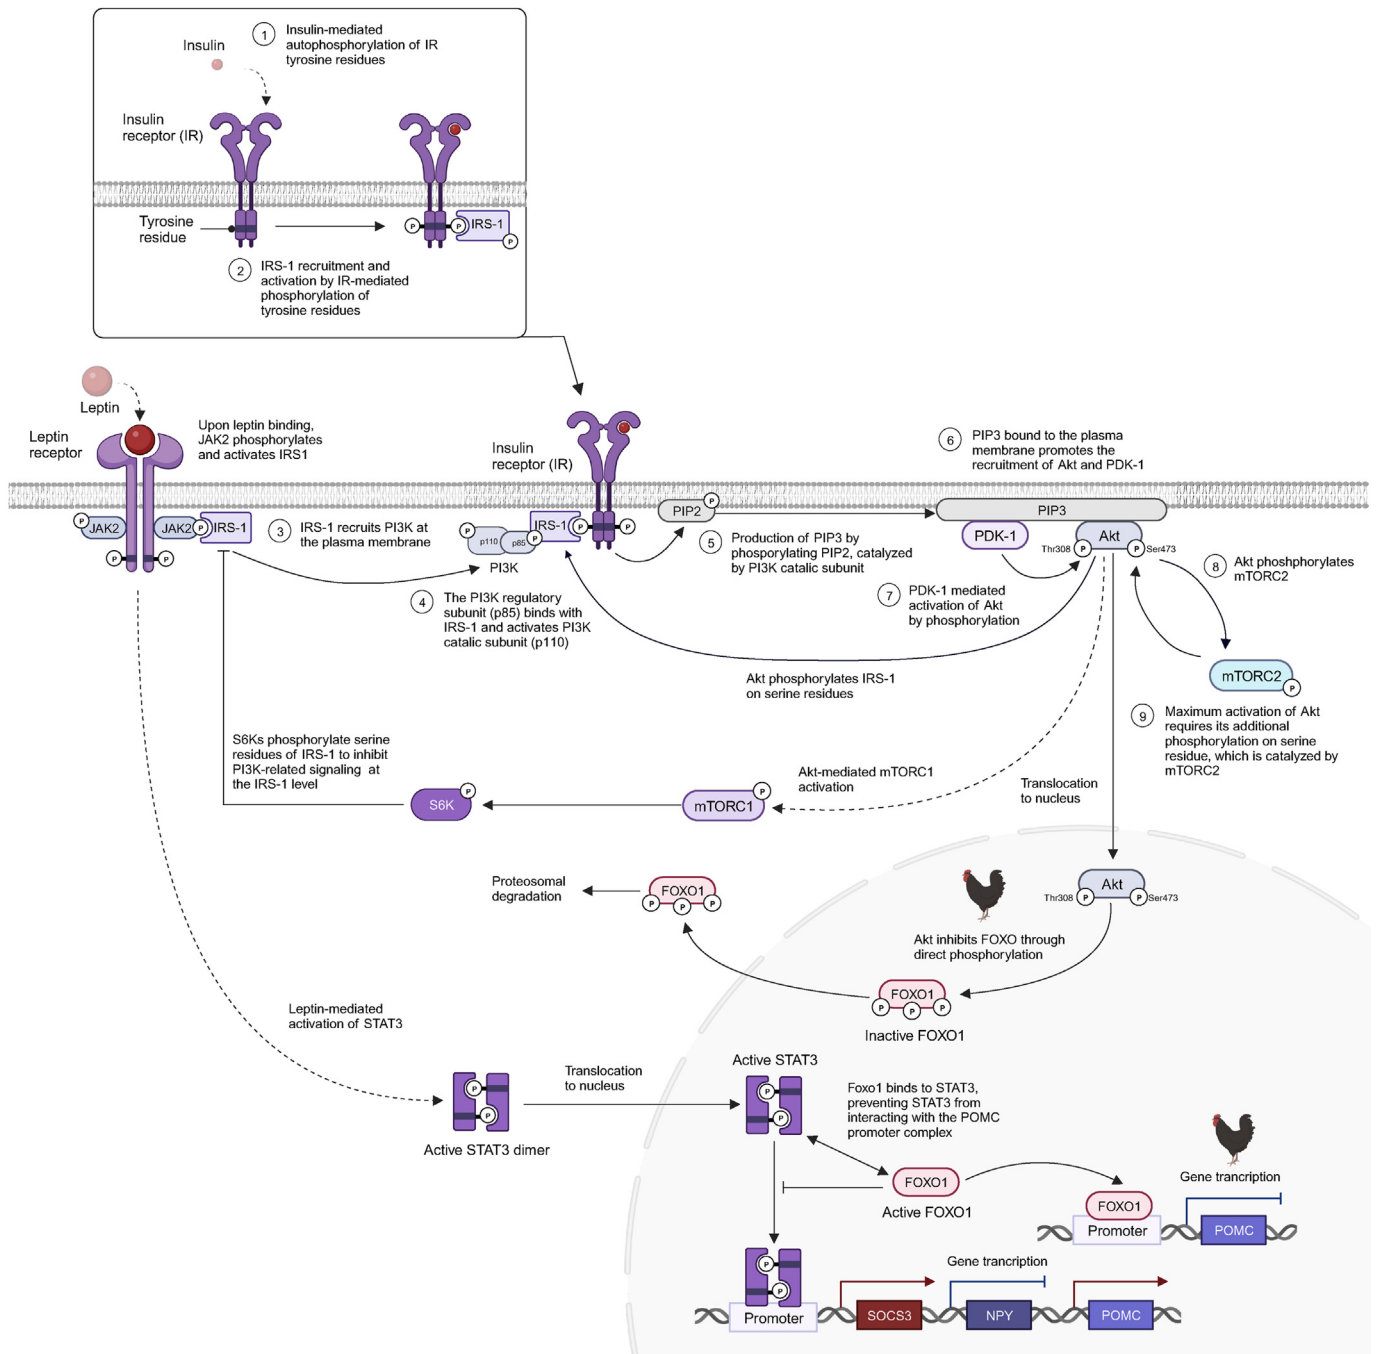 1
Insulin-mediated
autophosphorylation of IR
tyrosine residues
Insulin
Insulin
receptor (IR)
Tyrosine
residue
P
P
IRS-1
P
2
IRS-1 recruitment and
activation by IR-mediated
phosphorylation of
tyrosine residues
Leptin
Leptin
receptor
Upon leptin binding,
JAK2 phosphorylates
and activates IRS1
P
JAK2
JAK2
P
IRS-1
P
P
3
IRS-1 recruits PI3K at
the plasma membrane
Insulin
receptor (IR)
P
p110
p85
P
IRS-1
P
P
PI3K
4
The PI3K regulatory
subunit (p85) binds with
IRS-1 and activates PI3K
catalic subunit (p110)
PIP2
P
5
Production of PIP3 by
phosporylating PIP2, catalyzed
by PI3K catalic subunit
6
PIP3 bound to the plasma
membrane promotes the
recruitment of Akt and PDK-1
PIP3
PDK-1
Akt
Thr308
P
P
Ser473
7
PDK-1 mediated
activation of Akt
by phosphorylation
8
Akt phoshphorylates
mTORC2
mTORC2
P
9
Maximum activation of Akt
requires its additional
phosphorylation on serine
residue, which is catalyzed by
mTORC2
Akt phosphorylates IRS-1
on serine residues
S6Ks phosphorylate serine
residues of IRS-1 to inhibit
PI3K-related signaling at
the IRS-1 level
S6K
P
mTORC1
P
Akt-mediated mTORC1
activation
Translocation
to nucleus
Akt
Thr308
P
P
Ser473
Proteosomal
degradation
FOXO1
P
P
P
Akt inhibits FOXO through
direct phosphorylation
FOXO1
P
P
P
Inactive FOXO1
Leptin-mediated
activation of STAT3
P
P
Active STAT3 dimer
Translocation
to nucleus
Active STAT3
P
P
Foxo1 binds to STAT3,
preventing STAT3 from
interacting with the POMC
promoter complex
FOXO1
Active FOXO1
Gene trancription
FOXO1
Promoter
POMC
P
P
Promoter
Gene trancription
SOCS3
NPY
POMC